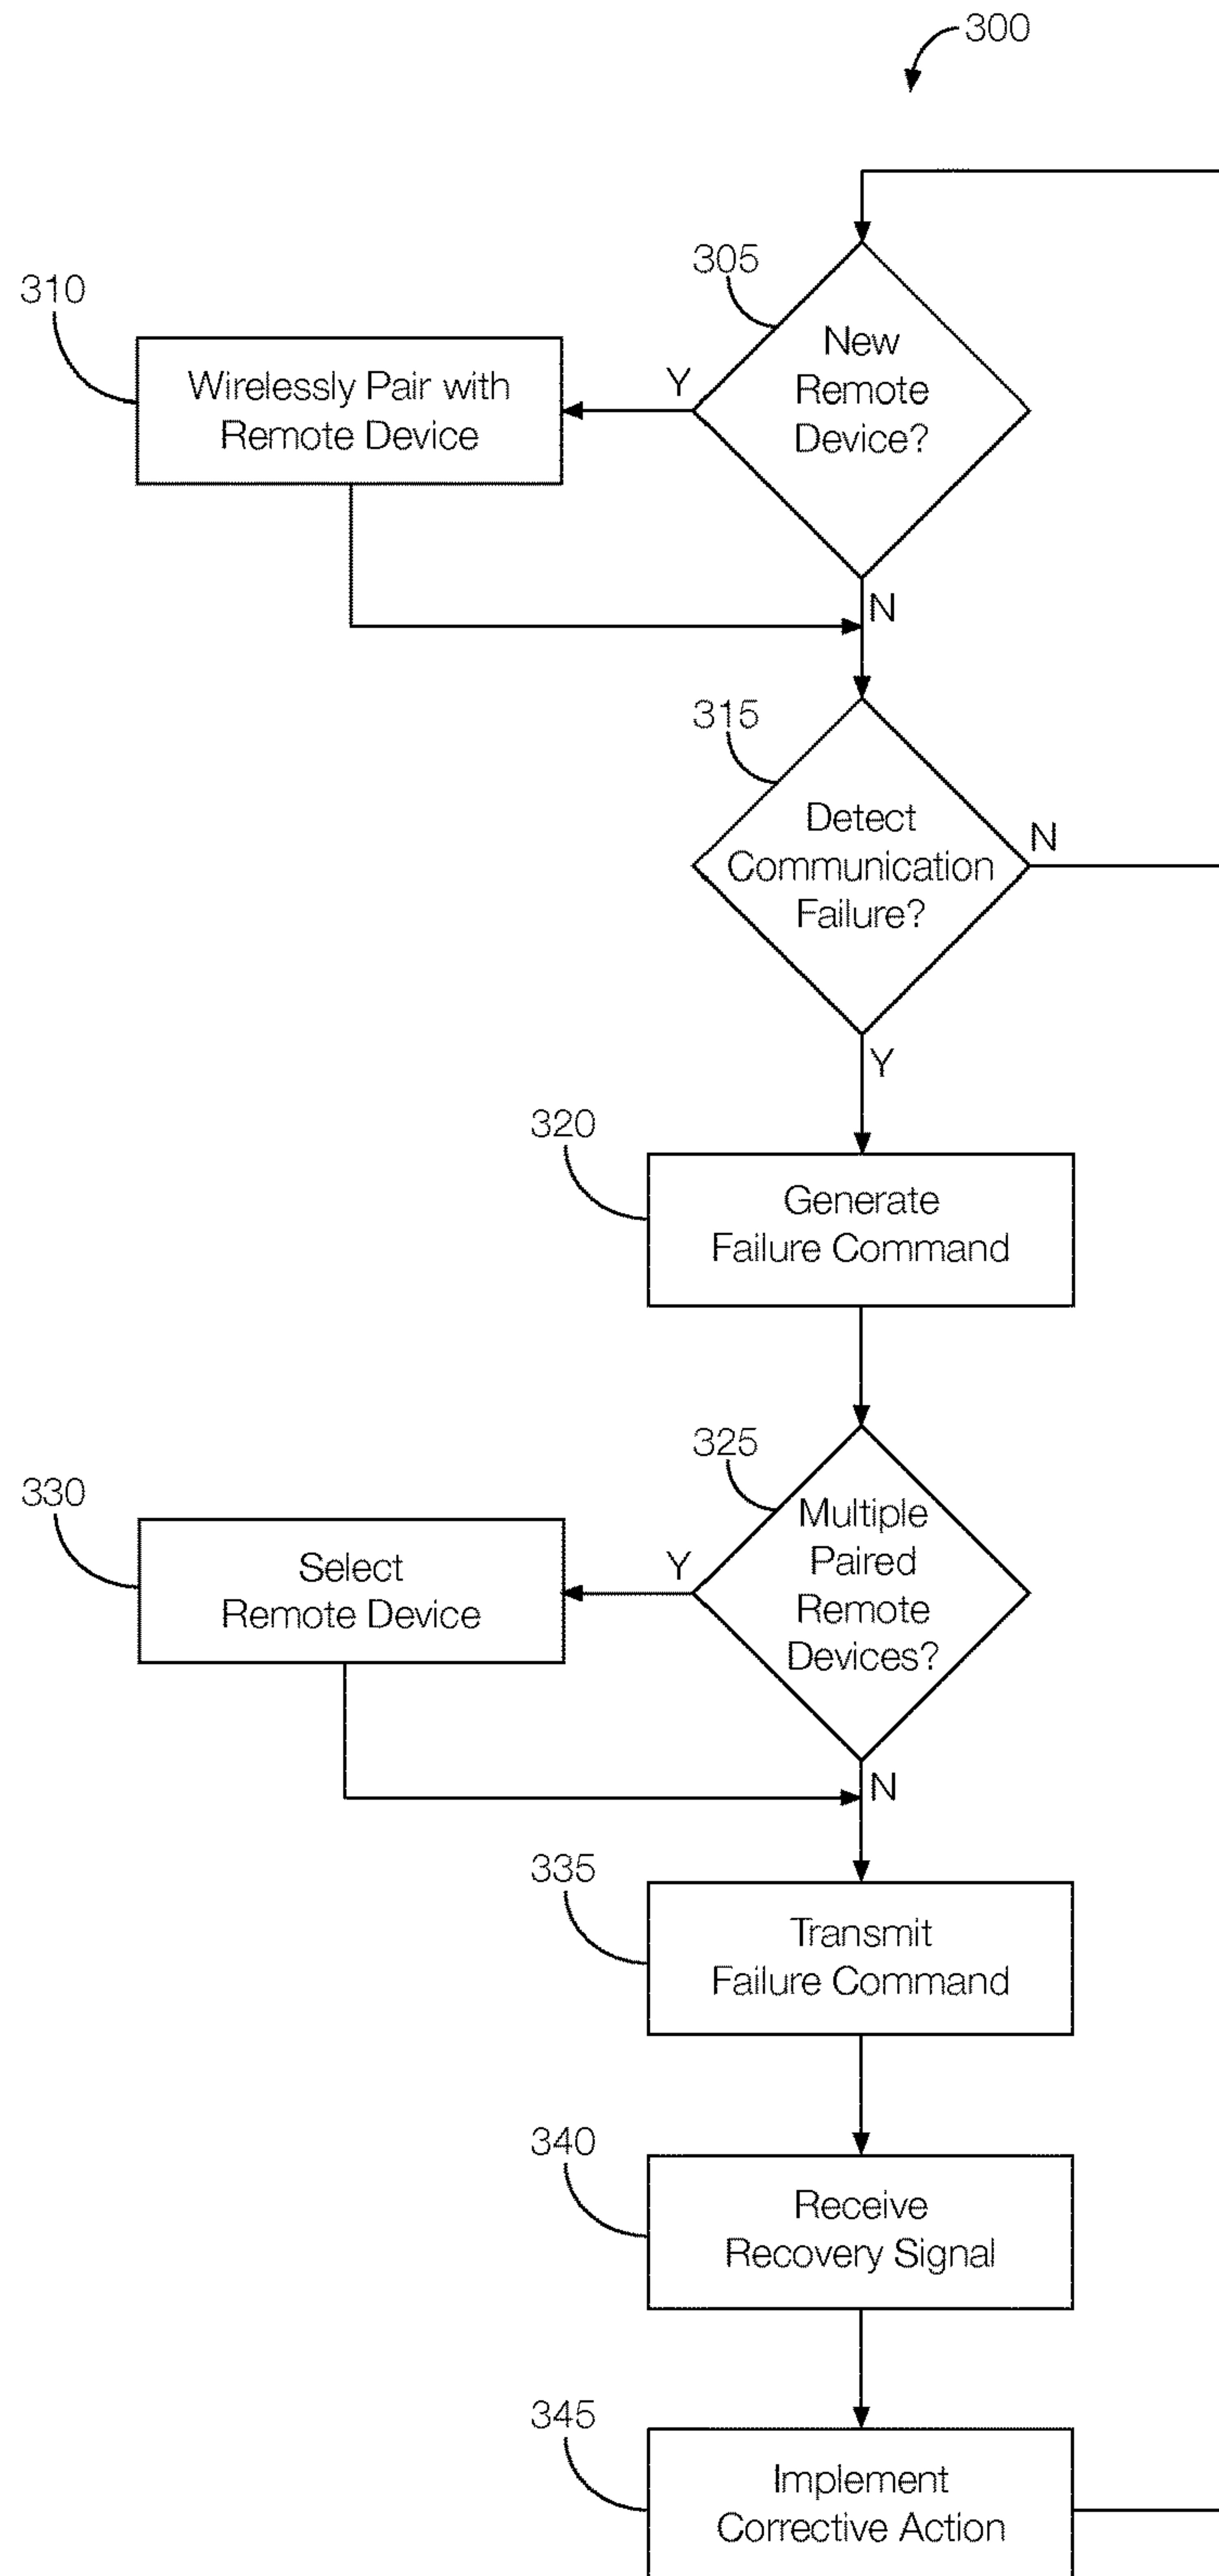 300
305
310
New
Remote
Device?
Y
Wirelessly Pair with
Remote Device
N
315
Detect
Communication
Failure?
N
Y
320
Generate
Failure Command
325
330
Multiple
Paired
Remote
Devices?
Y
Select
Remote Device
N
335
Transmit
Failure Command
340
Receive
Recovery Signal
345
Implement
Corrective Action